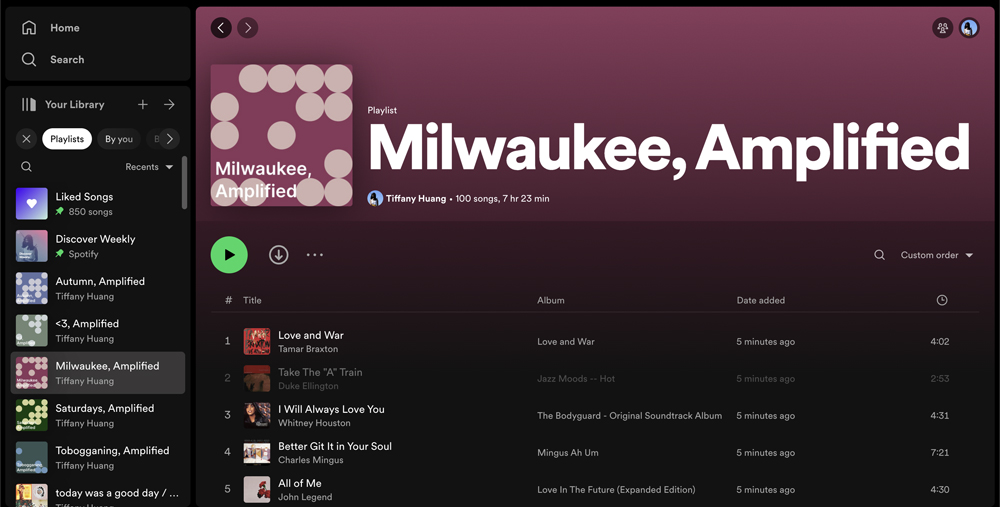 Home
Search
Your Library
Playlists
By you
B
Recents
Liked Songs
850 songs
Discover Weekly
Spotify
Autumn, Amplified
Tiffany Huang
<3, Amplified
Tiffany Huang
Milwaukee, Amplified
Tiffany Huang
Saturdays, Amplified
Tiffany Huang
Tobogganing, Amplified
Tiffany Huang
today was a good day / ...
Tiffany Huang
Milwaukee,
Amplified
Playlist
Milwaukee, Amplified
Tiffany Huang • 100 songs, 7 hr 23 min
Custom order
# Title Album Date added
1 Love and War Love and War 5 minutes ago 4:02
Tamar Braxton
2 Take The "A" Train Jazz Moods -- Hot 5 minutes ago 2:53
Duke Ellington
3 I Will Always Love You The Bodyguard - Original Soundtrack Album 5 minutes ago 4:31
Whitney Houston
4 Better Git It in Your Soul Mingus Ah Um 5 minutes ago 7:21
Charles Mingus
5 All of Me Love In The Future (Expanded Edition) 5 minutes ago 4:30
John Legend